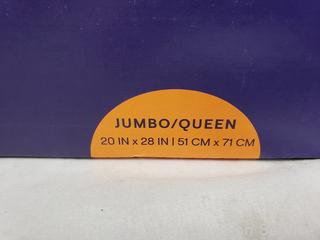 JUMBO/QUEEN
20 IN x 28 IN | 51 CM x 71 CM